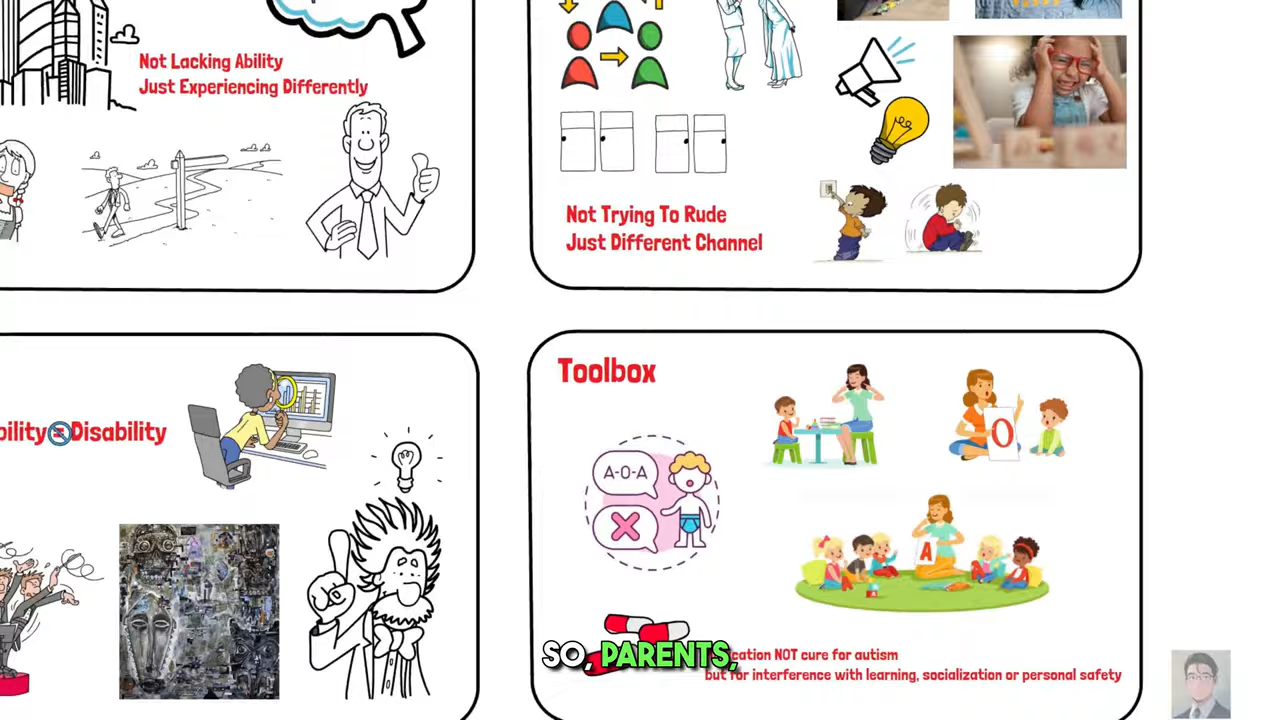 Not Lacking Ability
Just Experiencing Differently
Not Trying To Rude
Just Different Channel
Disability
Toolbox
A-O-A
O
A
SO, PARENTS,
NOT cure for autism
but for interference with learning, socialization or personal safety